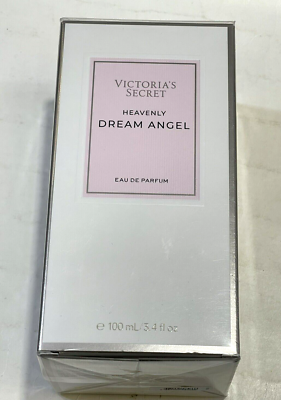 VICTORIA'S
SECRET
HEAVENLY
DREAM ANGEL
EAU DE PARFUM
℮ 100 mL/3.4 fl oz